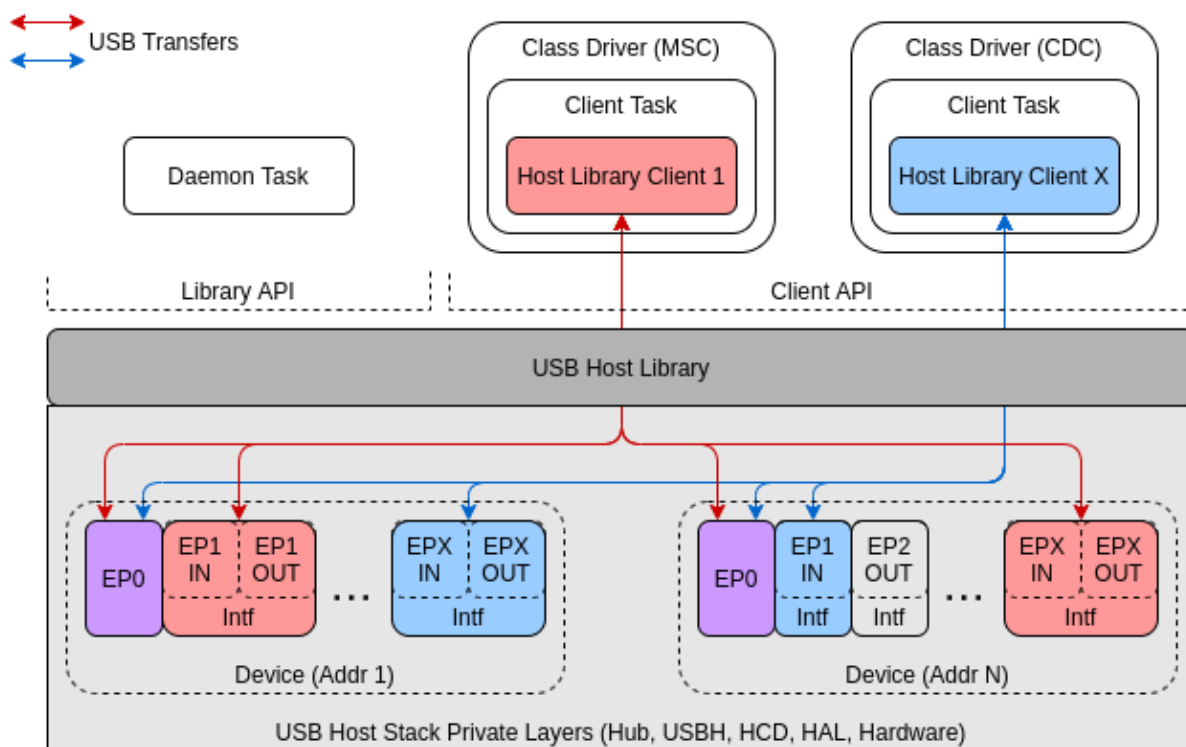 USB Transfers
Class Driver (MSC)
Client Task
Host Library Client 1
Class Driver (CDC)
Client Task
Host Library Client X
Daemon Task
Library API
Client API
USB Host Library
EP0
EP1
IN
EP1
OUT
Intf
...
EPX
IN
EPX
OUT
Intf
Device (Addr 1)
EP0
EP1
IN
Intf
EP2
OUT
Intf
...
EPX
IN
EPX
OUT
Intf
Device (Addr N)
USB Host Stack Private Layers (Hub, USBH, HCD, HAL, Hardware)